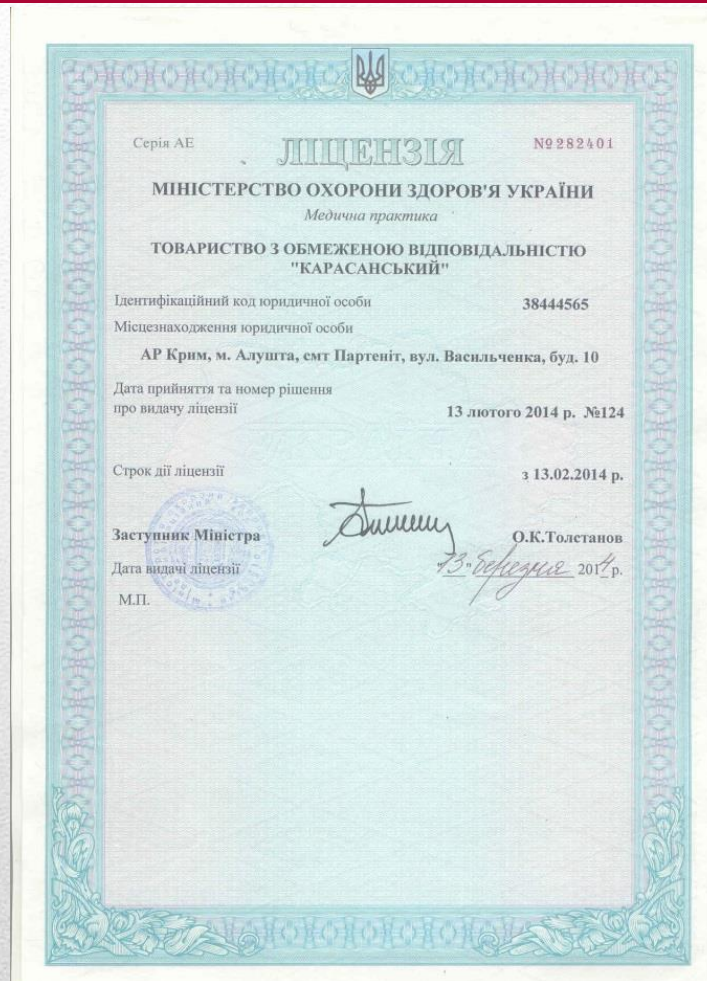 Серія АЕ
ЛІЦЕНЗІЯ
№282401
МІНІСТЕРСТВО ОХОРОНИ ЗДОРОВ'Я УКРАЇНИ
Медична практика
ТОВАРИСТВО З ОБМЕЖЕНОЮ ВІДПОВІДАЛЬНІСТЮ
"КАРАСАНСЬКИЙ"
Ідентифікаційний код юридичної особи 38444565
Місцезнаходження юридичної особи
АР Крим, м. Алушта, смт Партеніт, вул. Васильченка, буд. 10
Дата прийняття та номер рішення
про видачу ліцензії 13 лютого 2014 р. №124
Строк дії ліцензії з 13.02.2014 р.
Заступник Міністра О.К.Толстанов
Дата видачі ліцензії "13" березня 2014 р.
М.П.